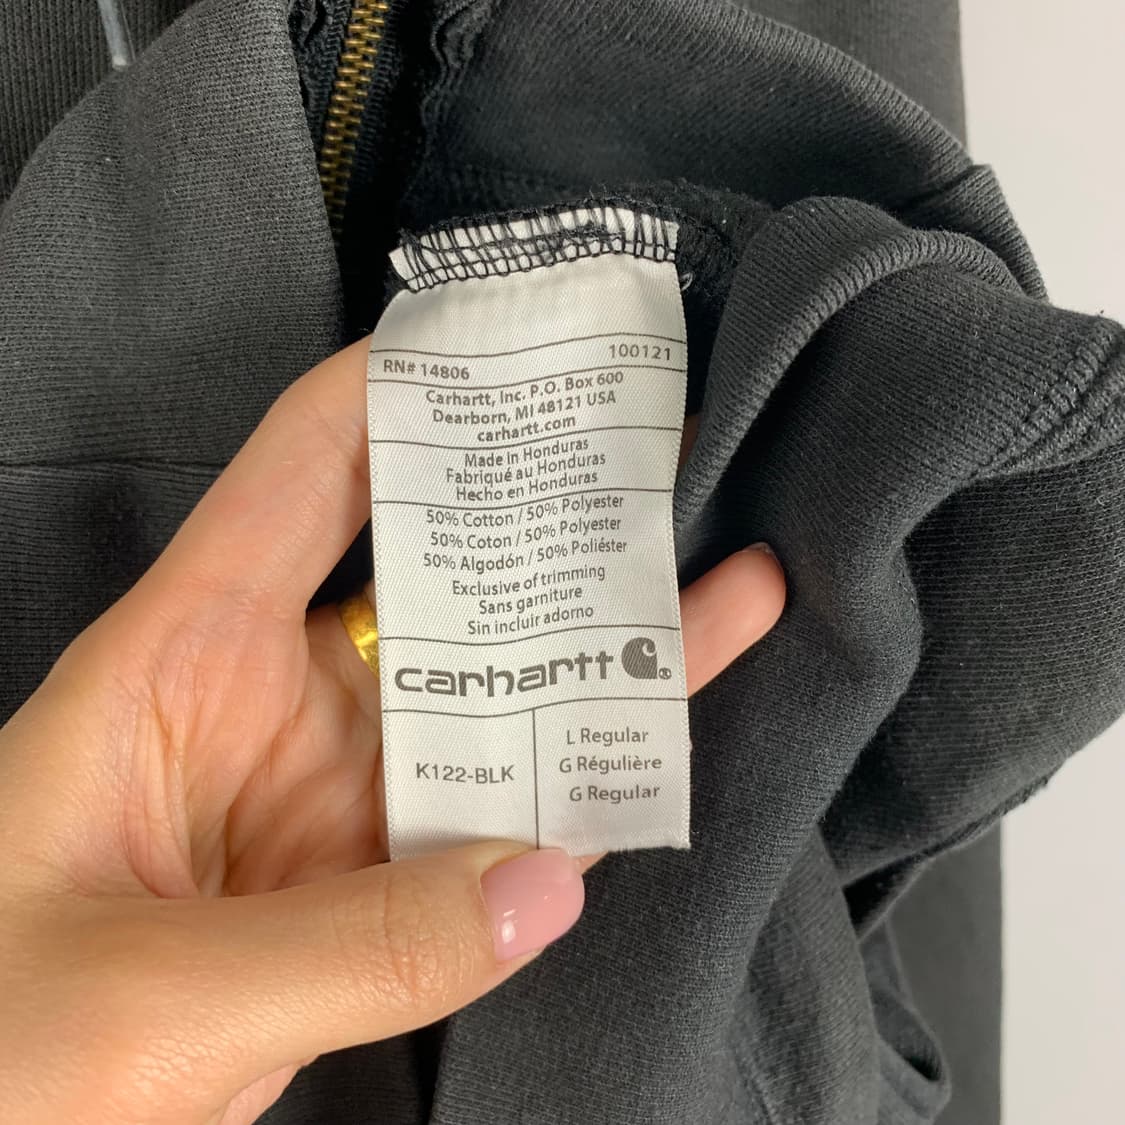 RN# 14806 100121
Carhartt, Inc. P.O. Box 600
Dearborn, MI 48121 USA
carhartt.com
Made in Honduras
Fabriqué au Honduras
Hecho en Honduras
50% Cotton / 50% Polyester
50% Coton / 50% Polyester
50% Algodón / 50% Poliéster
Exclusive of trimming
Sans garniture
Sin incluir adorno
carhartt ®
K122-BLK
L Regular
G Régulière
G Regular